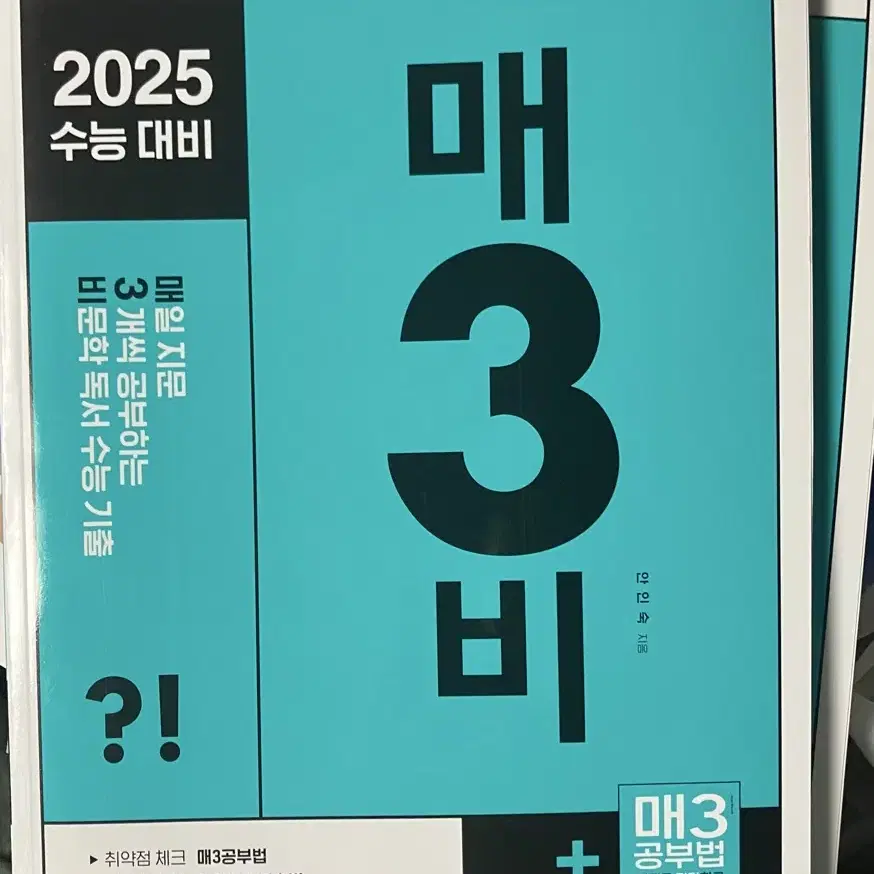 2025
수능 대비
매일 지문
3개씩 공부하는
비문학 독서 수능 기출
?!
매
3
비
안인숙 지음
▶ 취약점 체크 매3공부법
+
매3
공부법